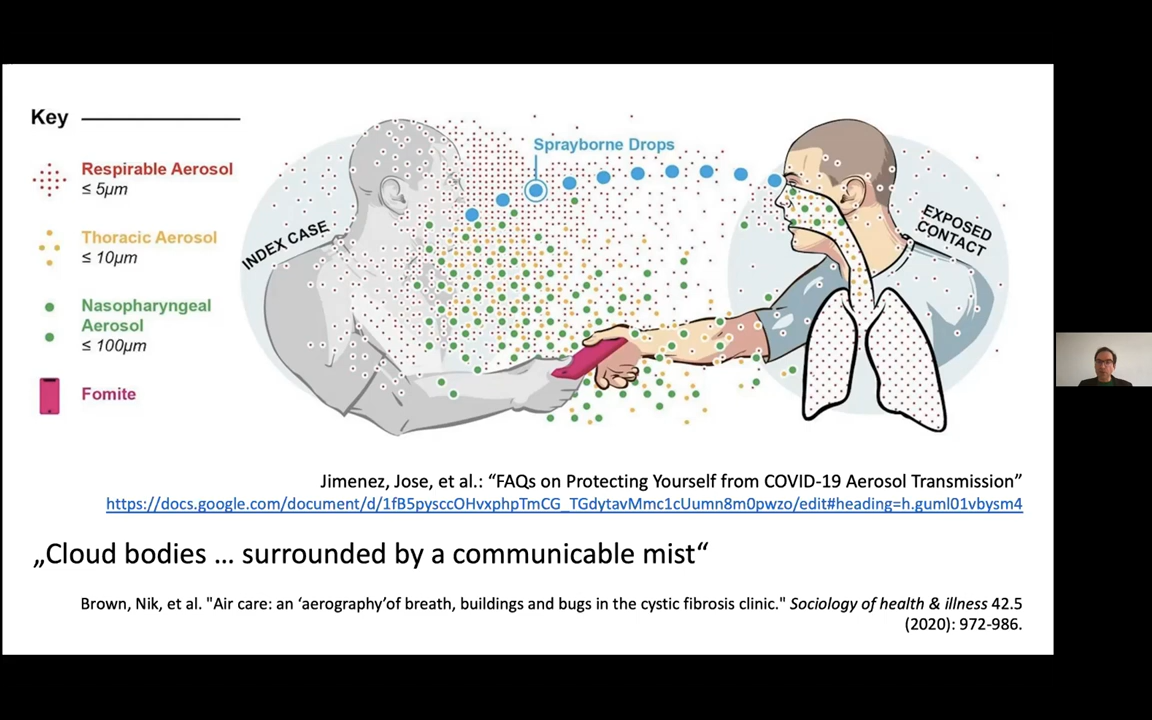 Key
Respirable Aerosol
≤ 5µm
Thoracic Aerosol
≤ 10µm
Nasopharyngeal
Aerosol
≤ 100µm
Fomite
INDEX CASE
Sprayborne Drops
EXPOSED
CONTACT
Jimenez, Jose, et al.: “FAQs on Protecting Yourself from COVID-19 Aerosol Transmission”
https://docs.google.com/document/d/1fB5pysccOHvxphpTmCG_TGdytavMmc1cUumn8m0pwzo/edit#heading=h.guml01vbysm4
„Cloud bodies … surrounded by a communicable mist“
Brown, Nik, et al. "Air care: an ‘aerography’of breath, buildings and bugs in the cystic fibrosis clinic." Sociology of health & illness 42.5
(2020): 972-986.